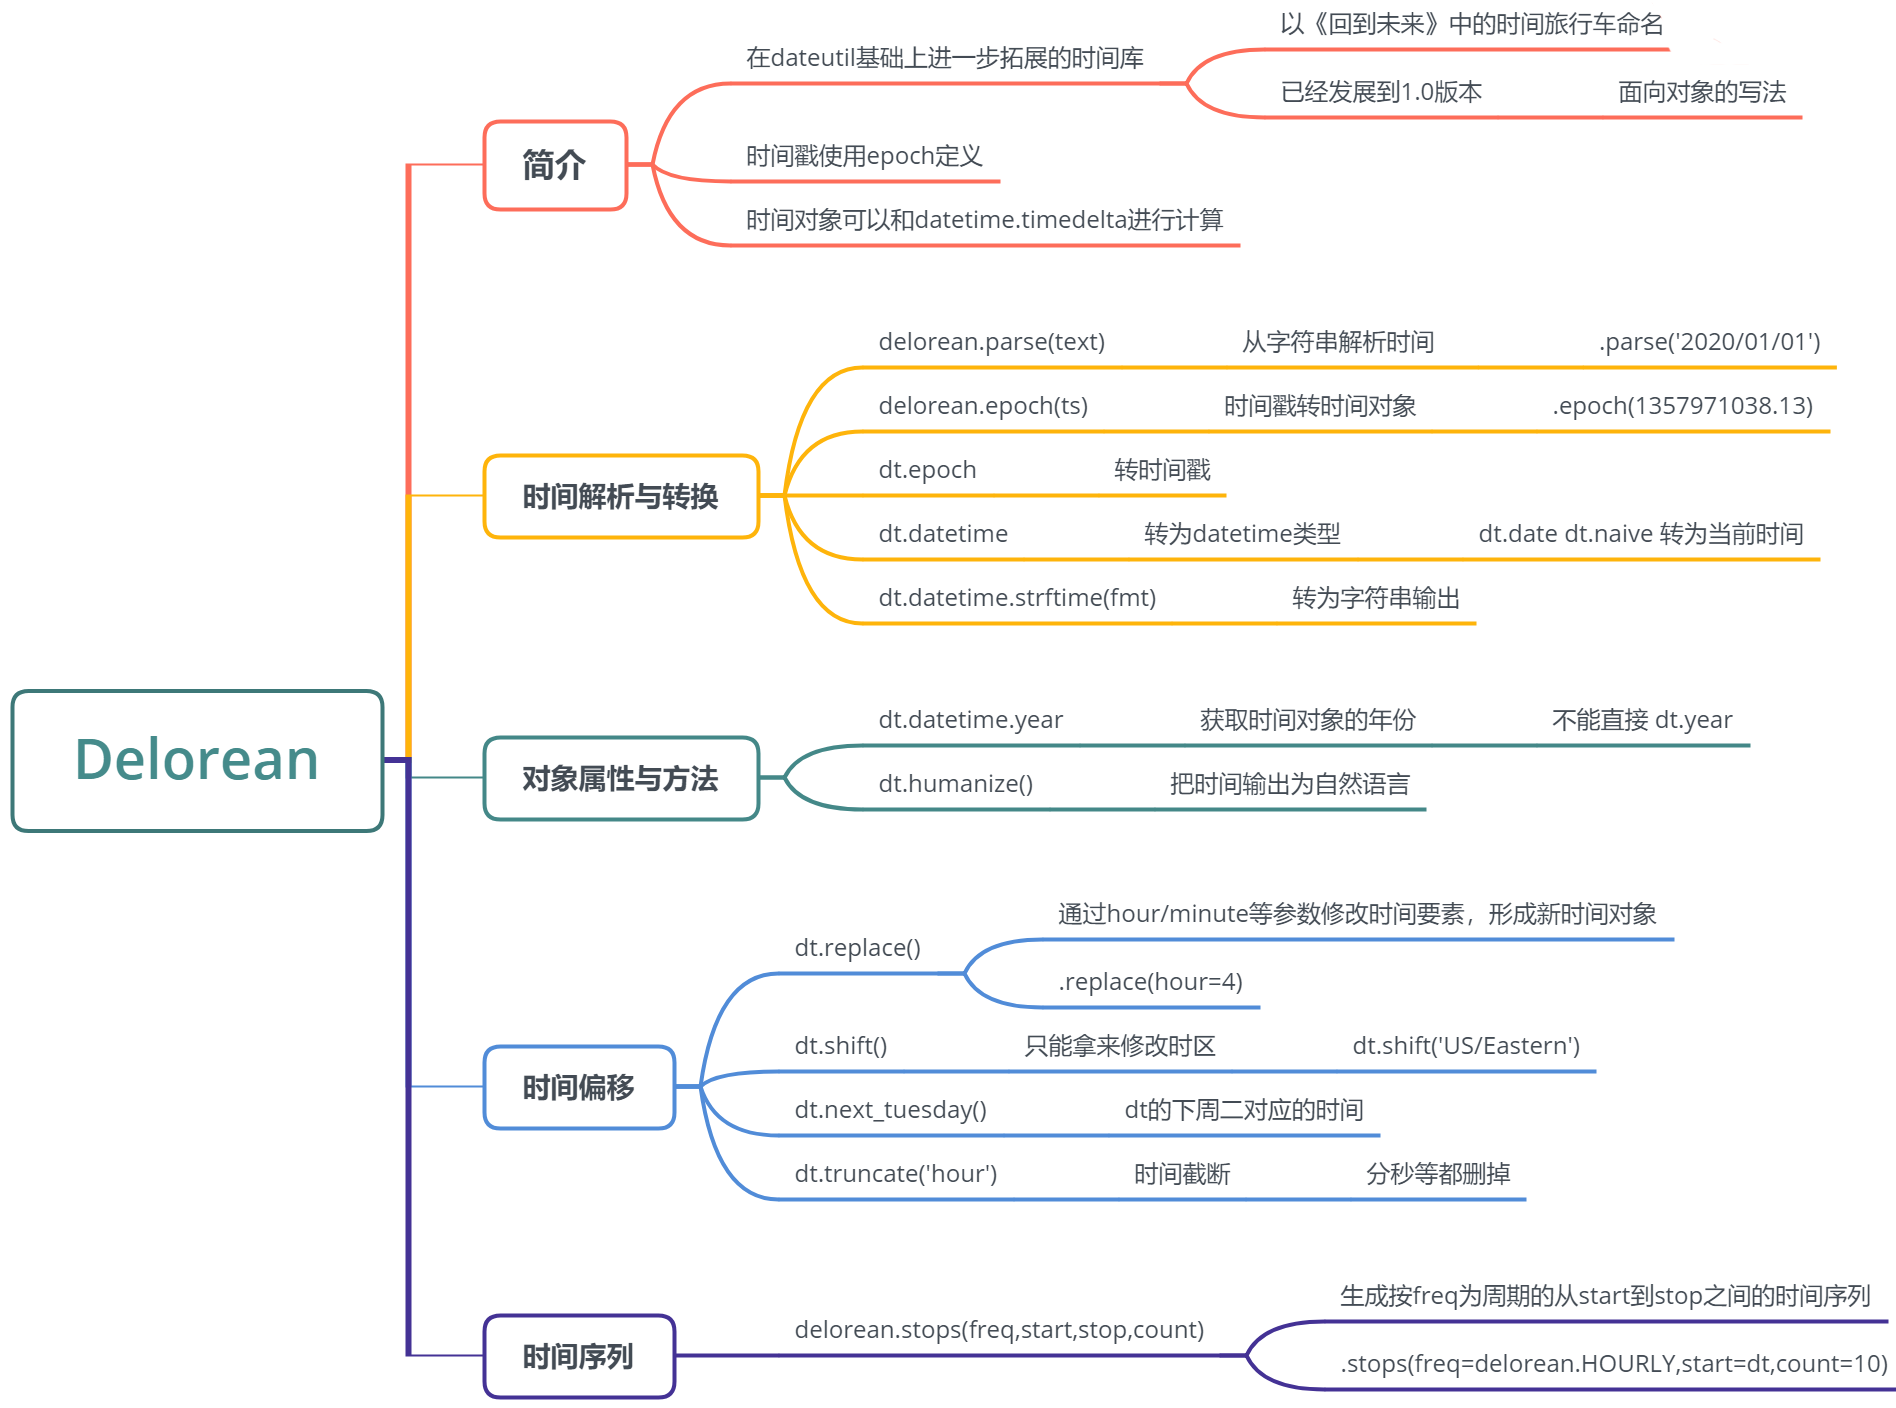 Delorean
简介
在dateutil基础上进一步拓展的时间库
以《回到未来》中的时间旅行车命名
已经发展到1.0版本 面向对象的写法
时间戳使用epoch定义
时间对象可以和datetime.timedelta进行计算
时间解析与转换
delorean.parse(text) 从字符串解析时间 .parse('2020/01/01')
delorean.epoch(ts) 时间戳转时间对象 .epoch(1357971038.13)
dt.epoch 转时间戳
dt.datetime 转为datetime类型 dt.date dt.naive 转为当前时间
dt.datetime.strftime(fmt) 转为字符串输出
对象属性与方法
dt.datetime.year 获取时间对象的年份 不能直接 dt.year
dt.humanize() 把时间输出为自然语言
时间偏移
dt.replace()
通过hour/minute等参数修改时间要素，形成新时间对象
.replace(hour=4)
dt.shift() 只能拿来修改时区 dt.shift('US/Eastern')
dt.next_tuesday() dt的下周二对应的时间
dt.truncate('hour') 时间截断 分秒等都删掉
时间序列
delorean.stops(freq,start,stop,count)
生成按freq为周期的从start到stop之间的时间序列
.stops(freq=delorean.HOURLY,start=dt,count=10)